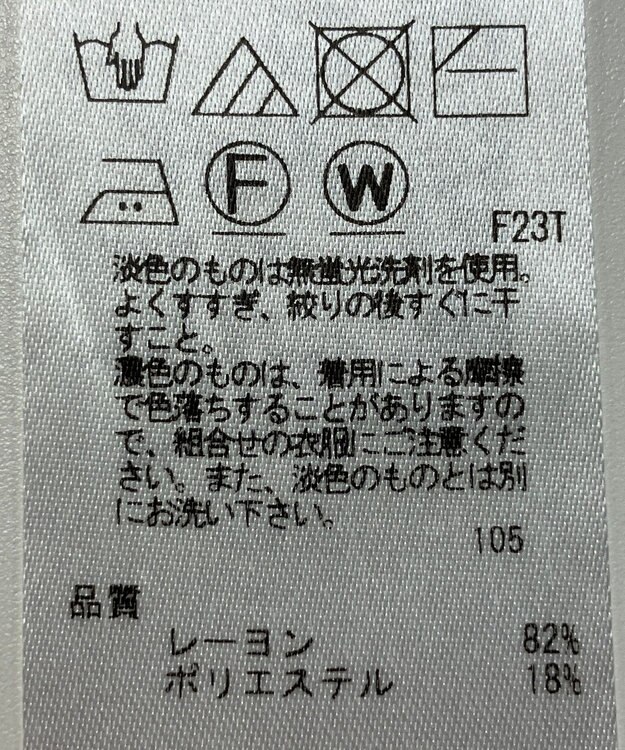 F W F23T
淡色のものは無蛍光洗剤を使用。
よくすすぎ、絞りの後すぐに干
すこと。
濃色のものは、着用による摩擦
で色落ちすることがありますの
で、組合せの衣服にご注意くだ
さい。また、淡色のものとは別
にお洗い下さい。
105
品質
レーヨン 82%
ポリエステル 18%